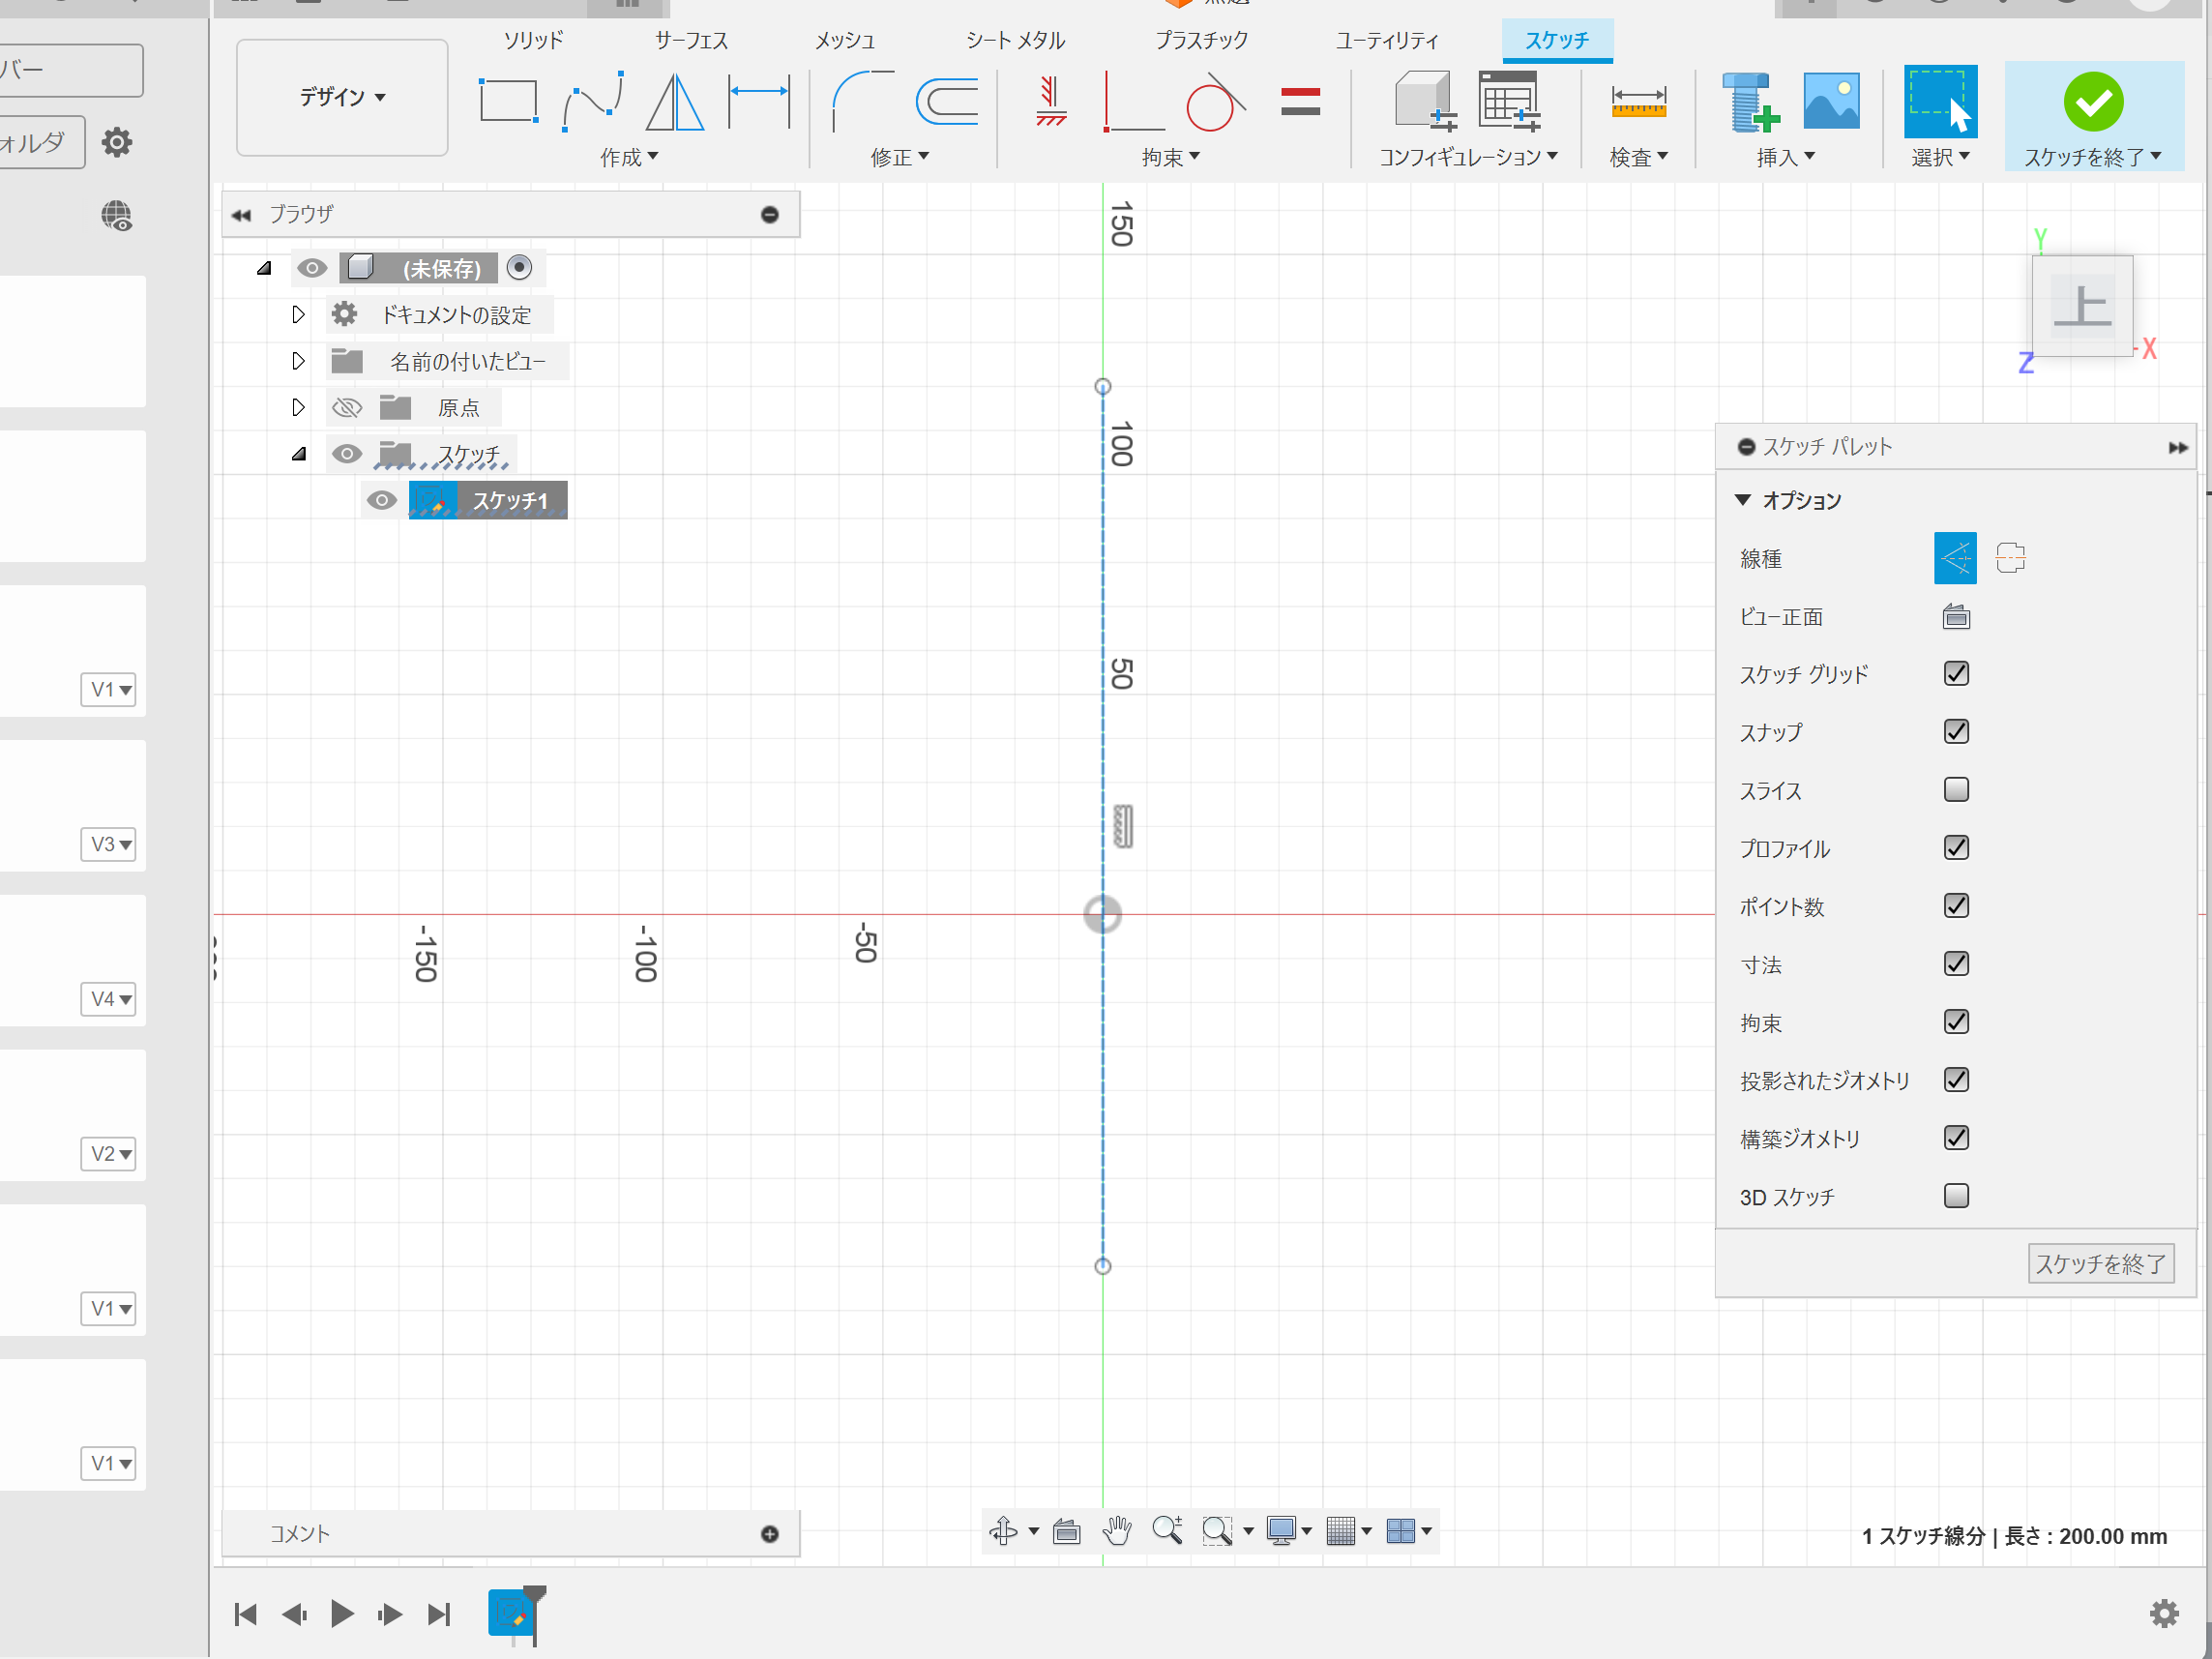 バー
ォルダ
V1
V3
V4
V2
V1
V1
デザイン
ソリッド
サーフェス
メッシュ
シート メタル
プラスチック
ユーティリティ
スケッチ
作成
修正
拘束
コンフィギュレーション
検査
挿入
選択
スケッチを終了
ブラウザ
(未保存)
ドキュメントの設定
名前の付いたビュー
原点
スケッチ
スケッチ1
150
100
50
-150
-100
-50
Y
上
Z
X
スケッチ パレット
オプション
線種
ビュー正面
スケッチ グリッド
スナップ
スライス
プロファイル
ポイント数
寸法
拘束
投影されたジオメトリ
構築ジオメトリ
3D スケッチ
スケッチを終了
コメント
1 スケッチ線分 | 長さ : 200.00 mm